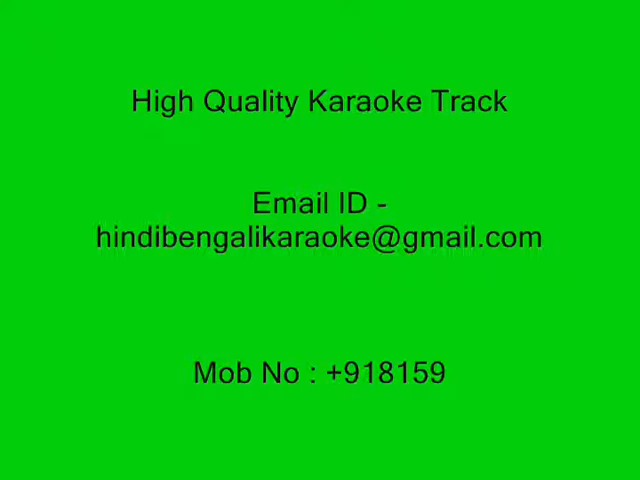 High Quality Karaoke Track
Email ID -
hindibengalikaraoke@gmail.com
Mob No : +918159